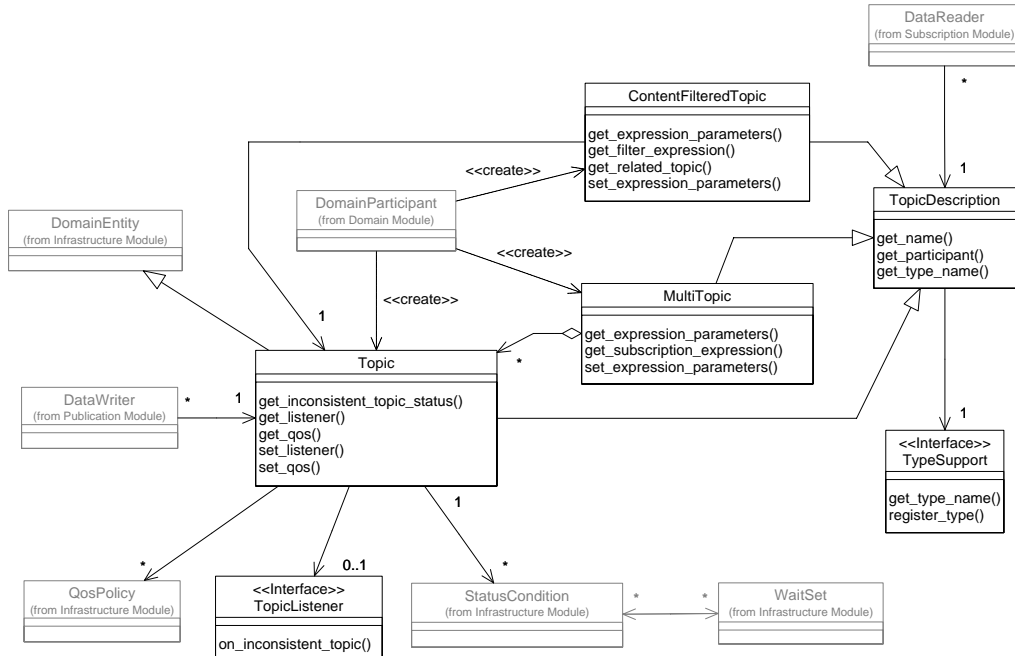 DataReader
(from Subscription Module)
*
1
ContentFilteredTopic
get_expression_parameters()
get_filter_expression()
get_related_topic()
set_expression_parameters()
<<create>>
DomainParticipant
(from Domain Module)
TopicDescription
get_name()
get_participant()
get_type_name()
DomainEntity
(from Infrastructure Module)
<<create>>
<<create>>
MultiTopic
get_expression_parameters()
get_subscription_expression()
set_expression_parameters()
1
*
Topic
get_inconsistent_topic_status()
get_listener()
get_qos()
set_listener()
set_qos()
DataWriter
(from Publication Module)
*
1
1
<<Interface>>
TypeSupport
get_type_name()
register_type()
1
*
0..1
*
QosPolicy
(from Infrastructure Module)
<<Interface>>
TopicListener
on_inconsistent_topic()
StatusCondition
(from Infrastructure Module)
*
*
WaitSet
(from Infrastructure Module)